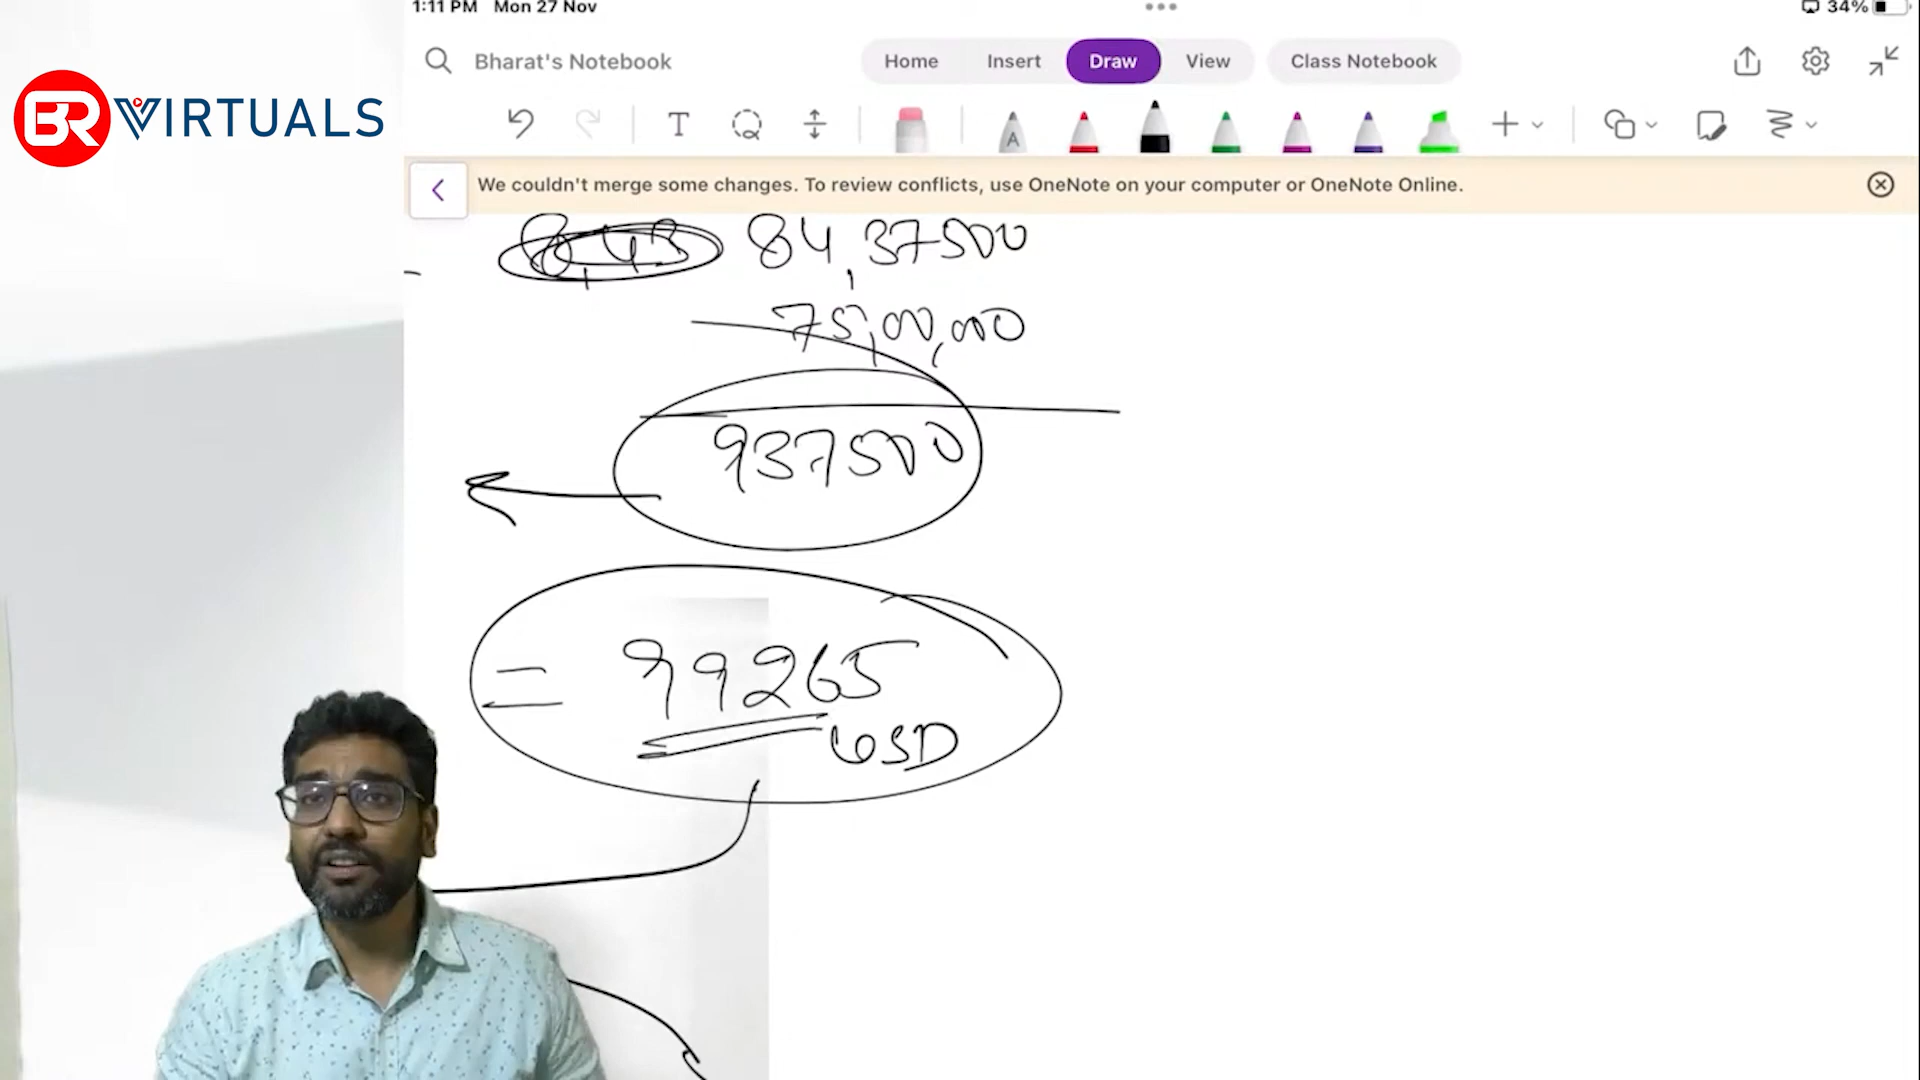 1:11 PM Mon 27 Nov
34%
BR VIRTUALS
Bharat's Notebook
Home Insert Draw View Class Notebook
T
A
We couldn't merge some changes. To review conflicts, use OneNote on your computer or OneNote Online.
84,37500
75,00,000
937500
= 99265
USD